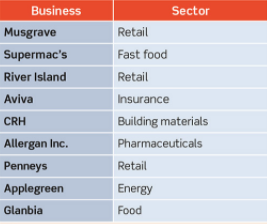 Business Sector
Musgrave Retail
Supermac's Fast food
River Island Retail
Aviva Insurance
CRH Building materials
Allergan Inc. Pharmaceuticals
Penneys Retail
Applegreen Energy
Glanbia Food